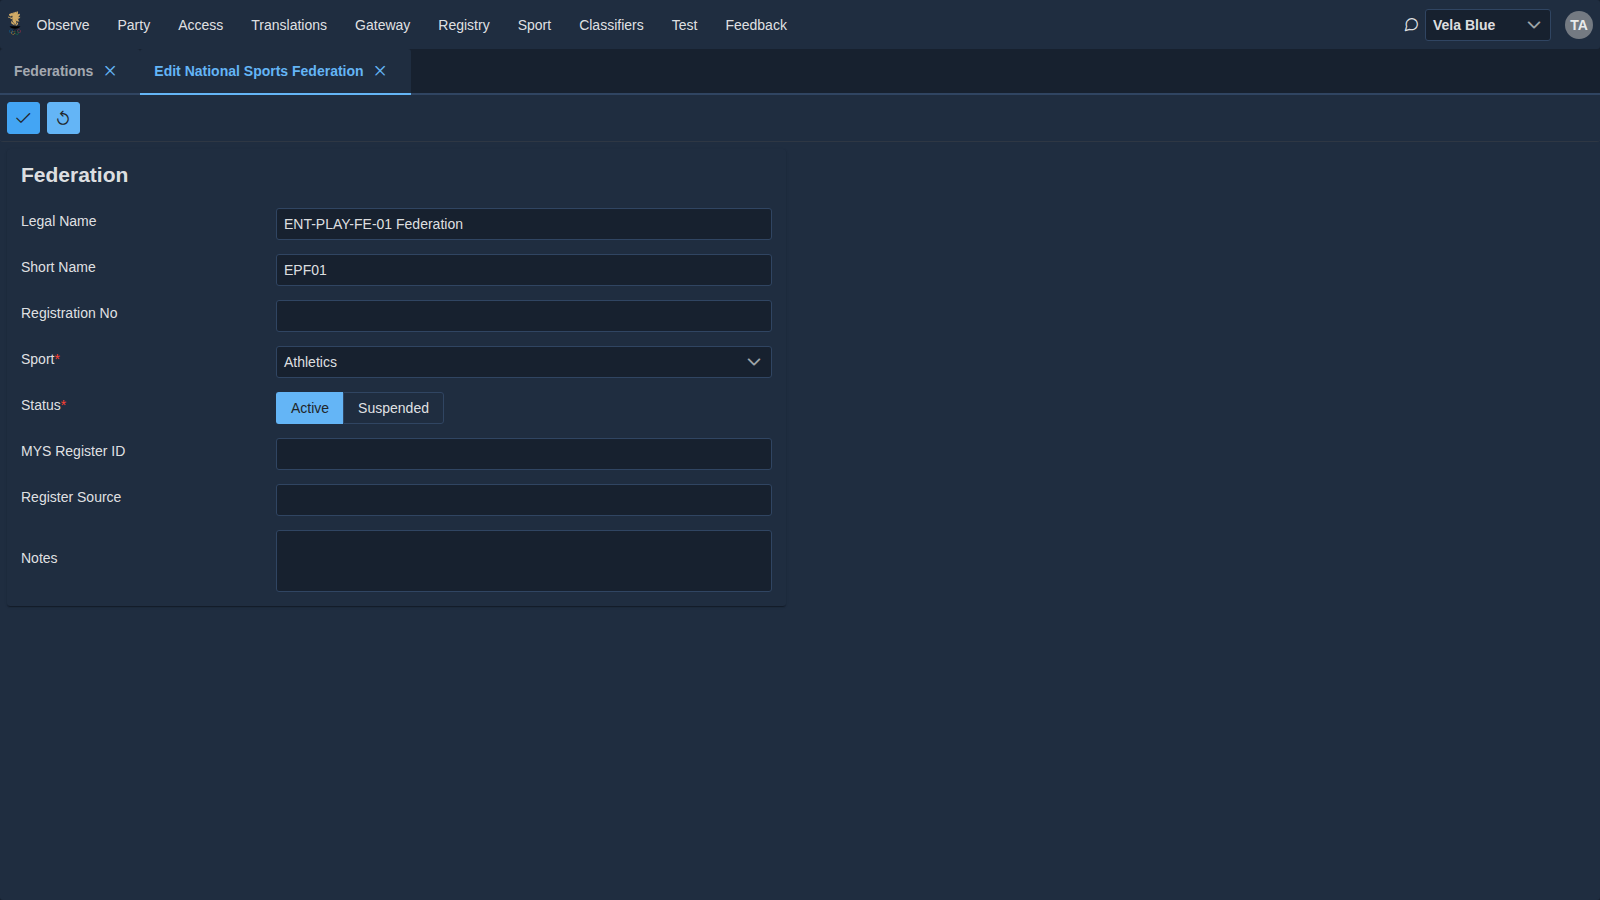 Observe Party Access Translations Gateway Registry Sport Classifiers Test Feedback Vela Blue TA
Federations Edit National Sports Federation
Federation
Legal Name ENT-PLAY-FE-01 Federation
Short Name EPF01
Registration No
Sport* Athletics
Status* Active Suspended
MYS Register ID
Register Source
Notes